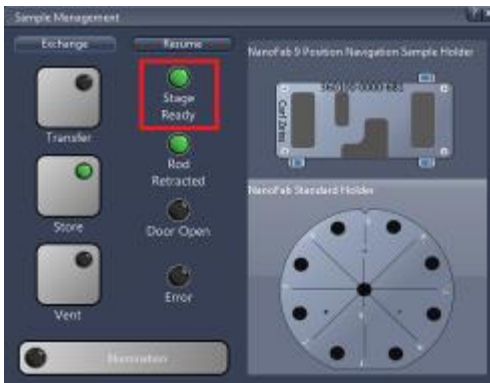 Sample Management
Exchange
Resume
Transfer
Store
Vent
Stage
Ready
Rod
Retracted
Door Open
Error
Illumination
NanoFab 9 Position Navigation Sample Holder
Carl Zeiss
NanoFab Standard Holder